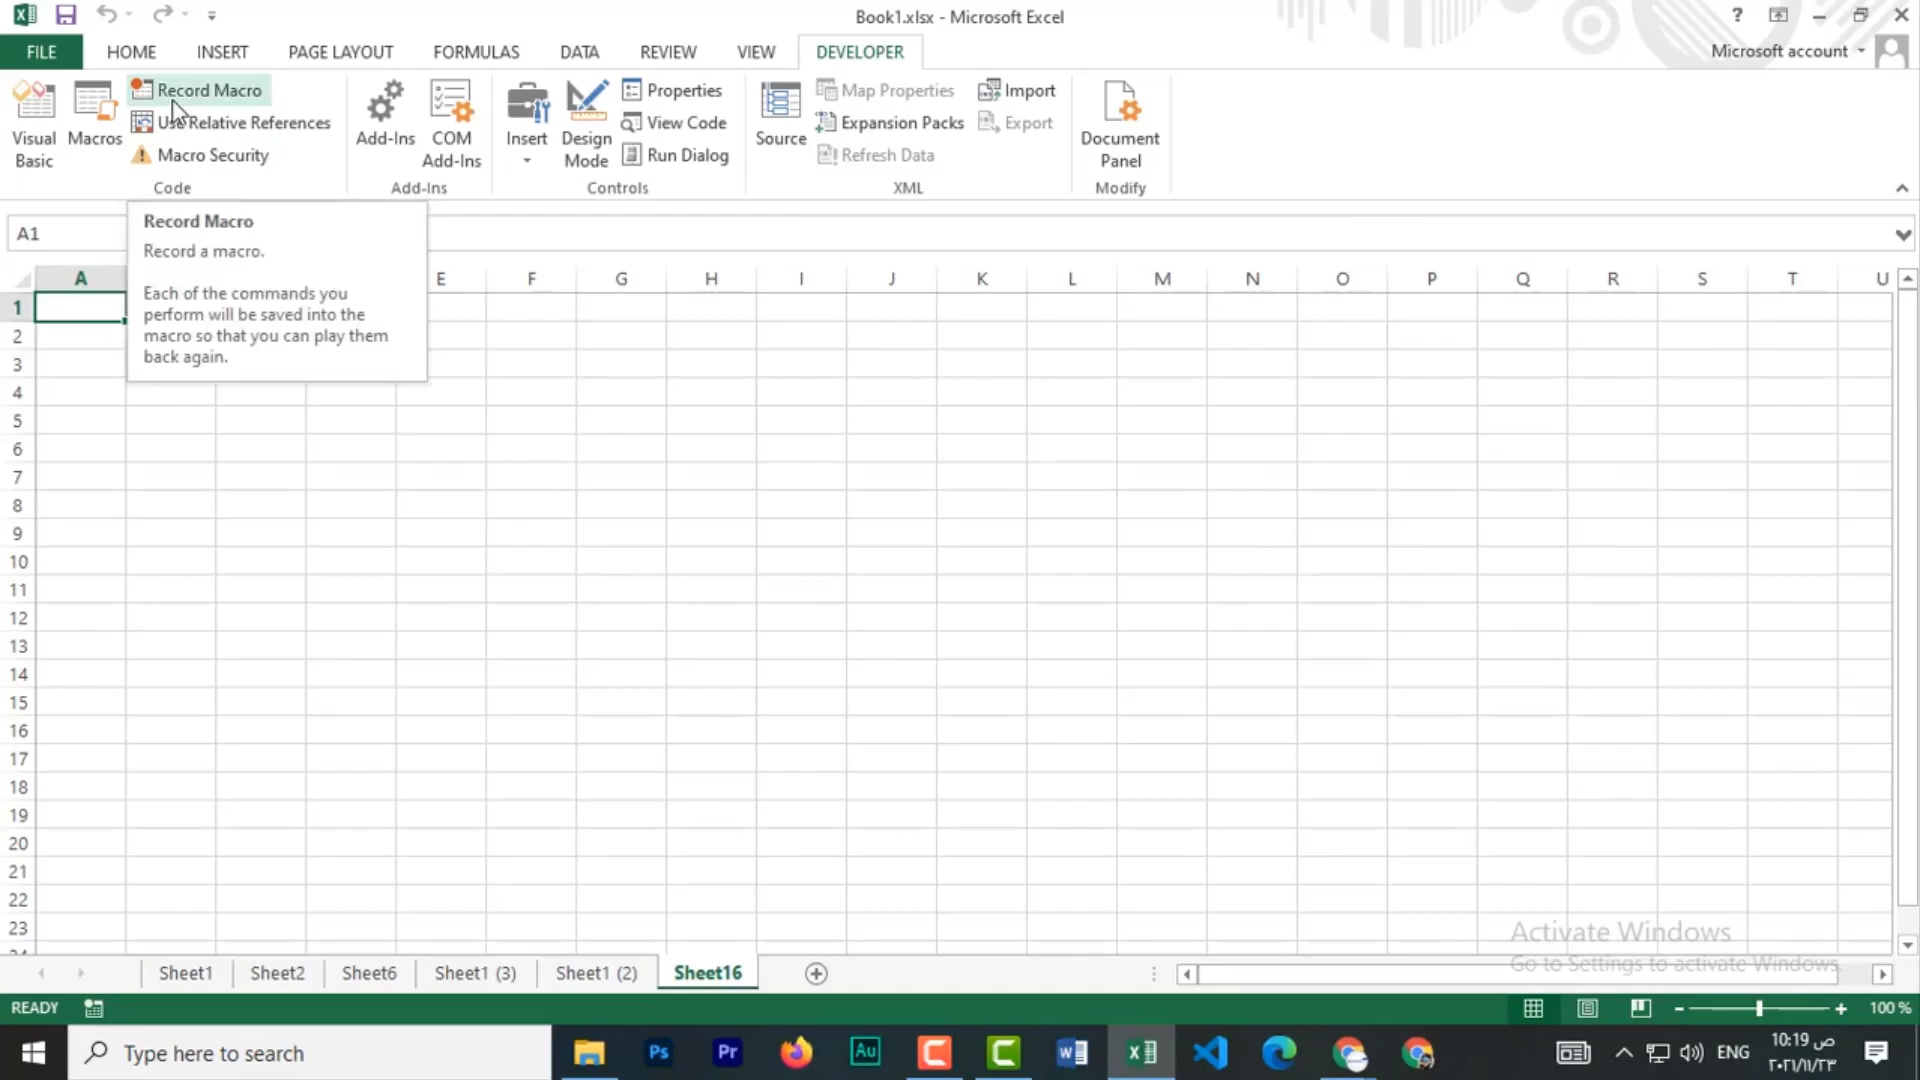 Book1.xlsx - Microsoft Excel
?
FILE HOME INSERT PAGE LAYOUT FORMULAS DATA REVIEW VIEW DEVELOPER Microsoft account
Visual Basic
Macros
Record Macro
Use Relative References
Macro Security
Code
Add-Ins
COM Add-Ins
Add-Ins
Insert
Design Mode
Properties
View Code
Run Dialog
Controls
Source
Map Properties
Expansion Packs
Refresh Data
Import
Export
XML
Document Panel
Modify
A1
Record Macro
Record a macro.
Each of the commands you
perform will be saved into the
macro so that you can play them
back again.
A E F G H I J K L M N O P Q R S T U
1
2
3
4
5
6
7
8
9
10
11
12
13
14
15
16
17
18
19
20
21
22
23
Activate Windows
Go to Settings to activate Windows.
Sheet1 Sheet2 Sheet6 Sheet1 (3) Sheet1 (2) Sheet16
READY 100 %
Type here to search
Ps Pr Au
ENG
10:19 ص
٢٠٢١/١١/٢٣